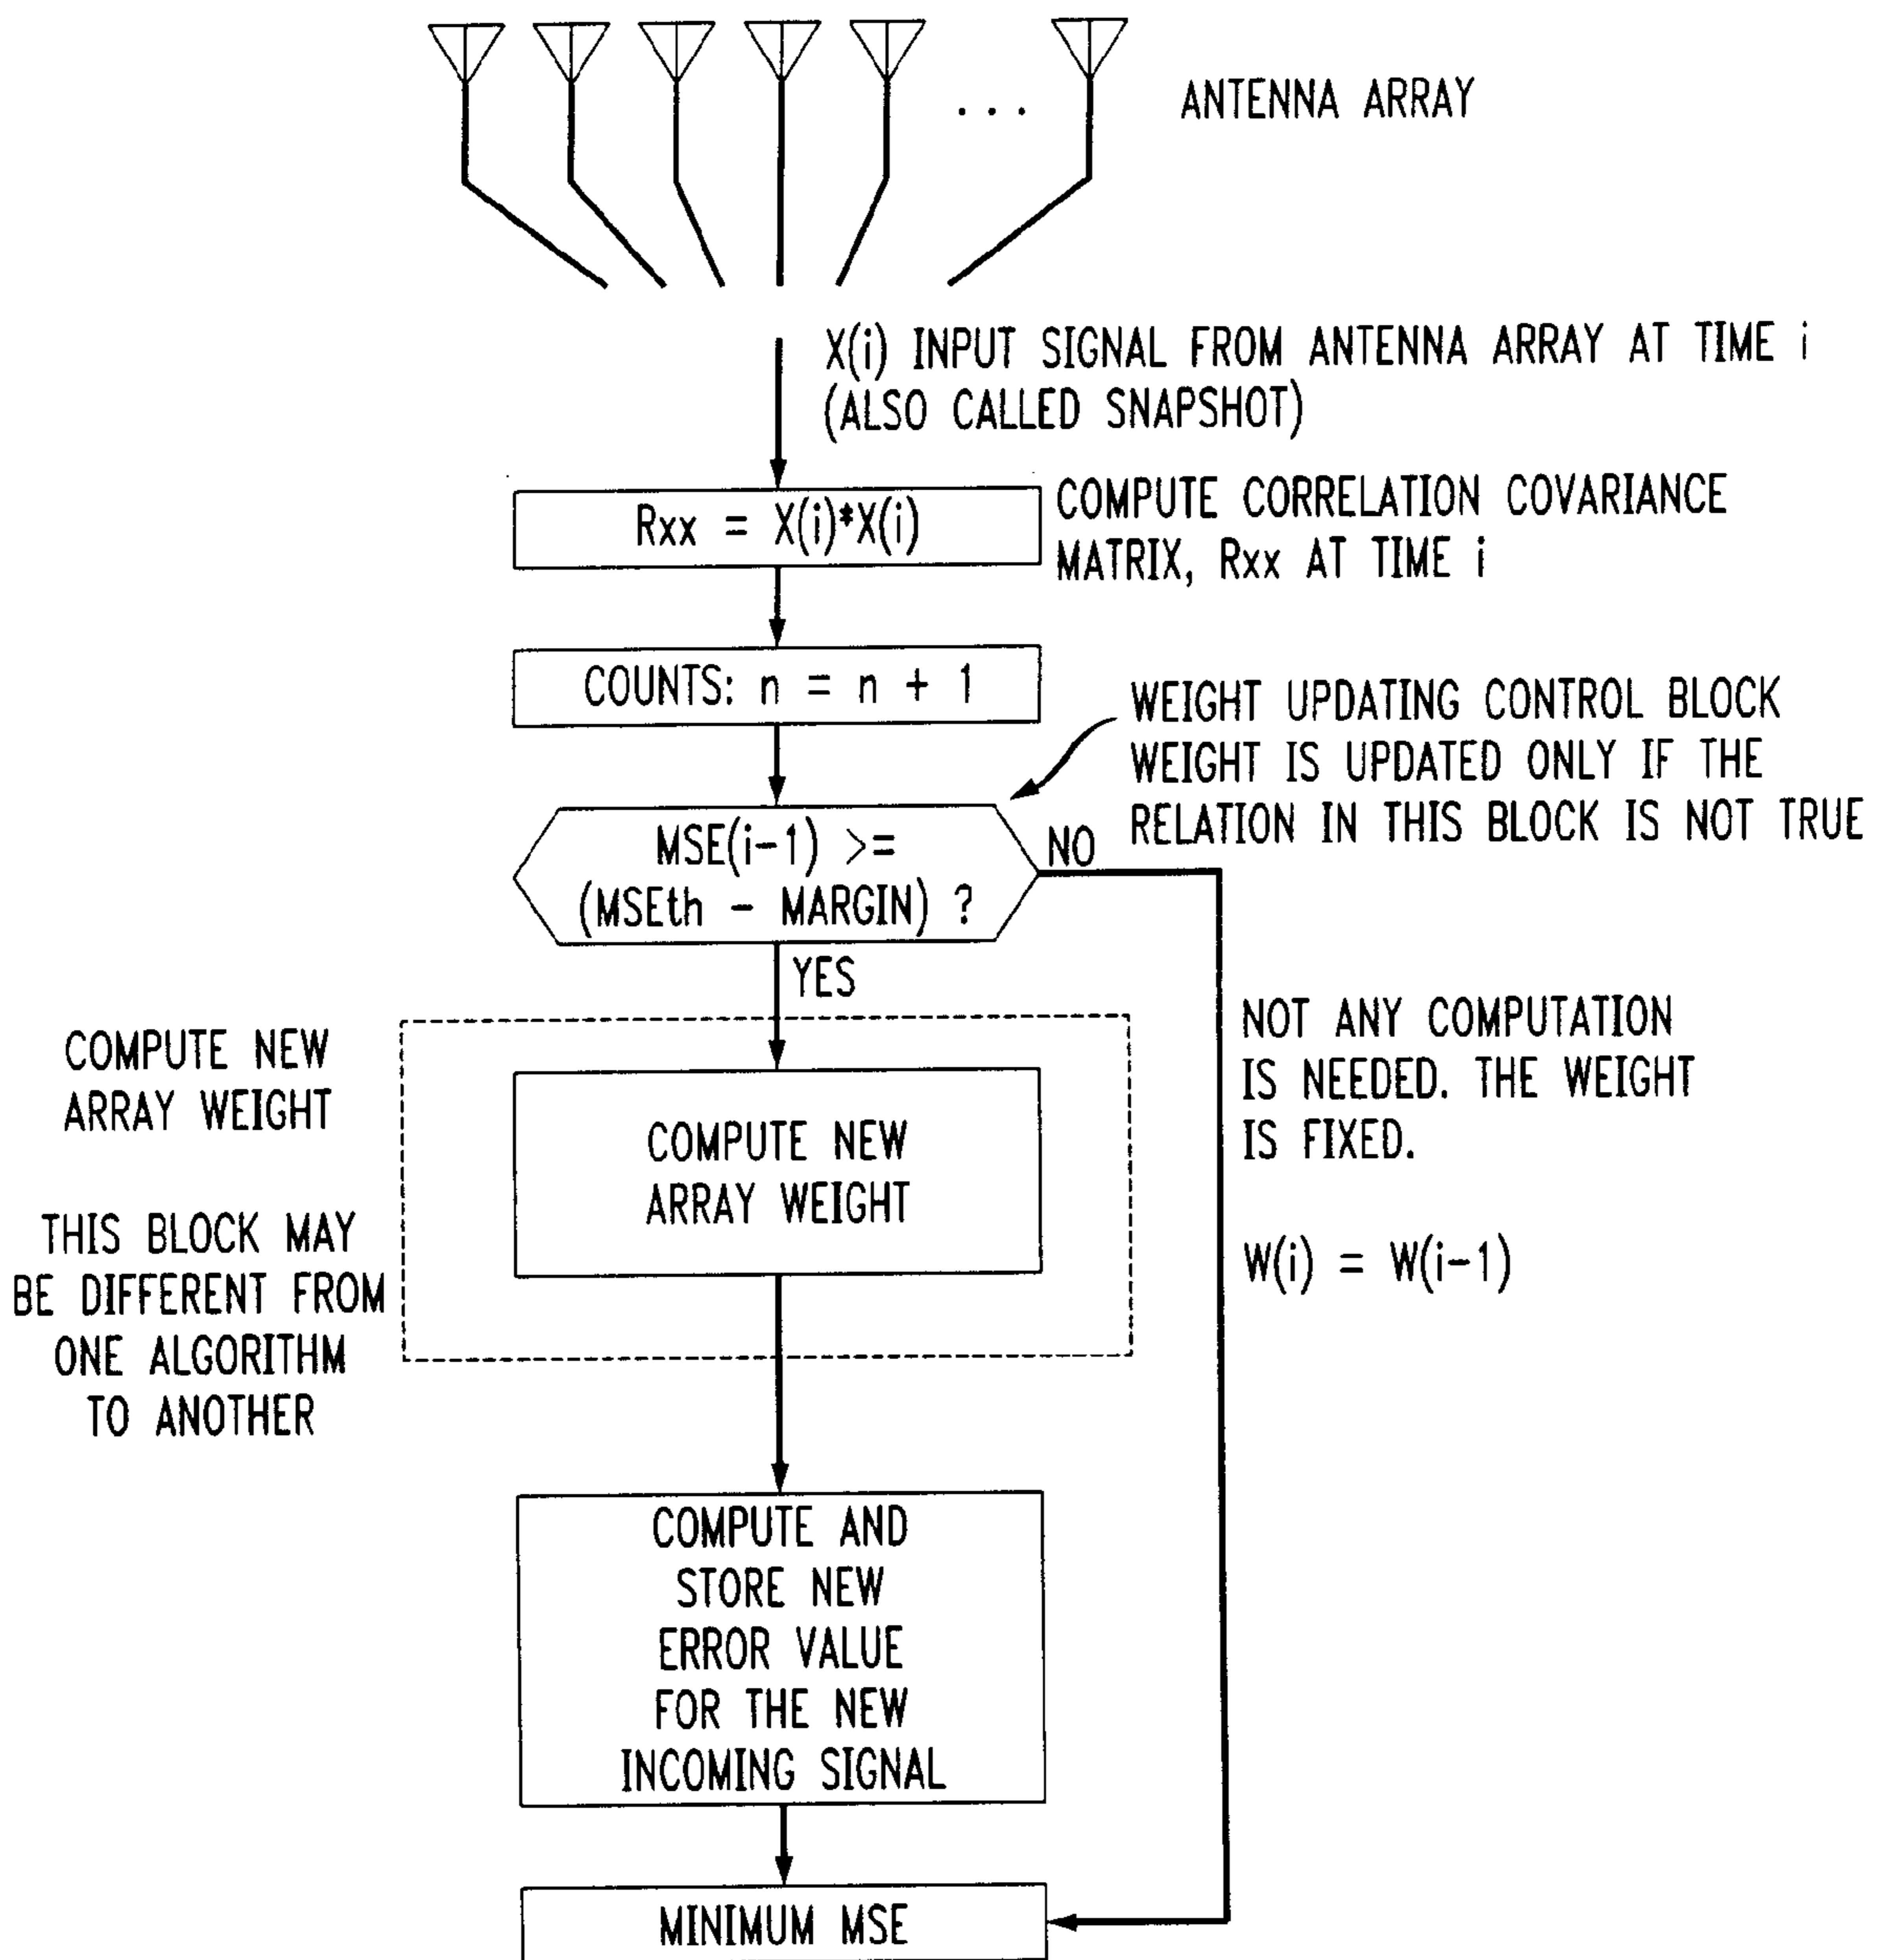 ANTENNA ARRAY
. . .
X(i) INPUT SIGNAL FROM ANTENNA ARRAY AT TIME i
(ALSO CALLED SNAPSHOT)
Rxx = X(i)*X(i)
COMPUTE CORRELATION COVARIANCE
MATRIX, Rxx AT TIME i
COUNTS: n = n + 1
WEIGHT UPDATING CONTROL BLOCK
WEIGHT IS UPDATED ONLY IF THE
RELATION IN THIS BLOCK IS NOT TRUE
MSE(i-1) >=
(MSEth - MARGIN) ?
NO
YES
COMPUTE NEW
ARRAY WEIGHT
THIS BLOCK MAY
BE DIFFERENT FROM
ONE ALGORITHM
TO ANOTHER
COMPUTE NEW
ARRAY WEIGHT
NOT ANY COMPUTATION
IS NEEDED. THE WEIGHT
IS FIXED.
W(i) = W(i-1)
COMPUTE AND
STORE NEW
ERROR VALUE
FOR THE NEW
INCOMING SIGNAL
MINIMUM MSE